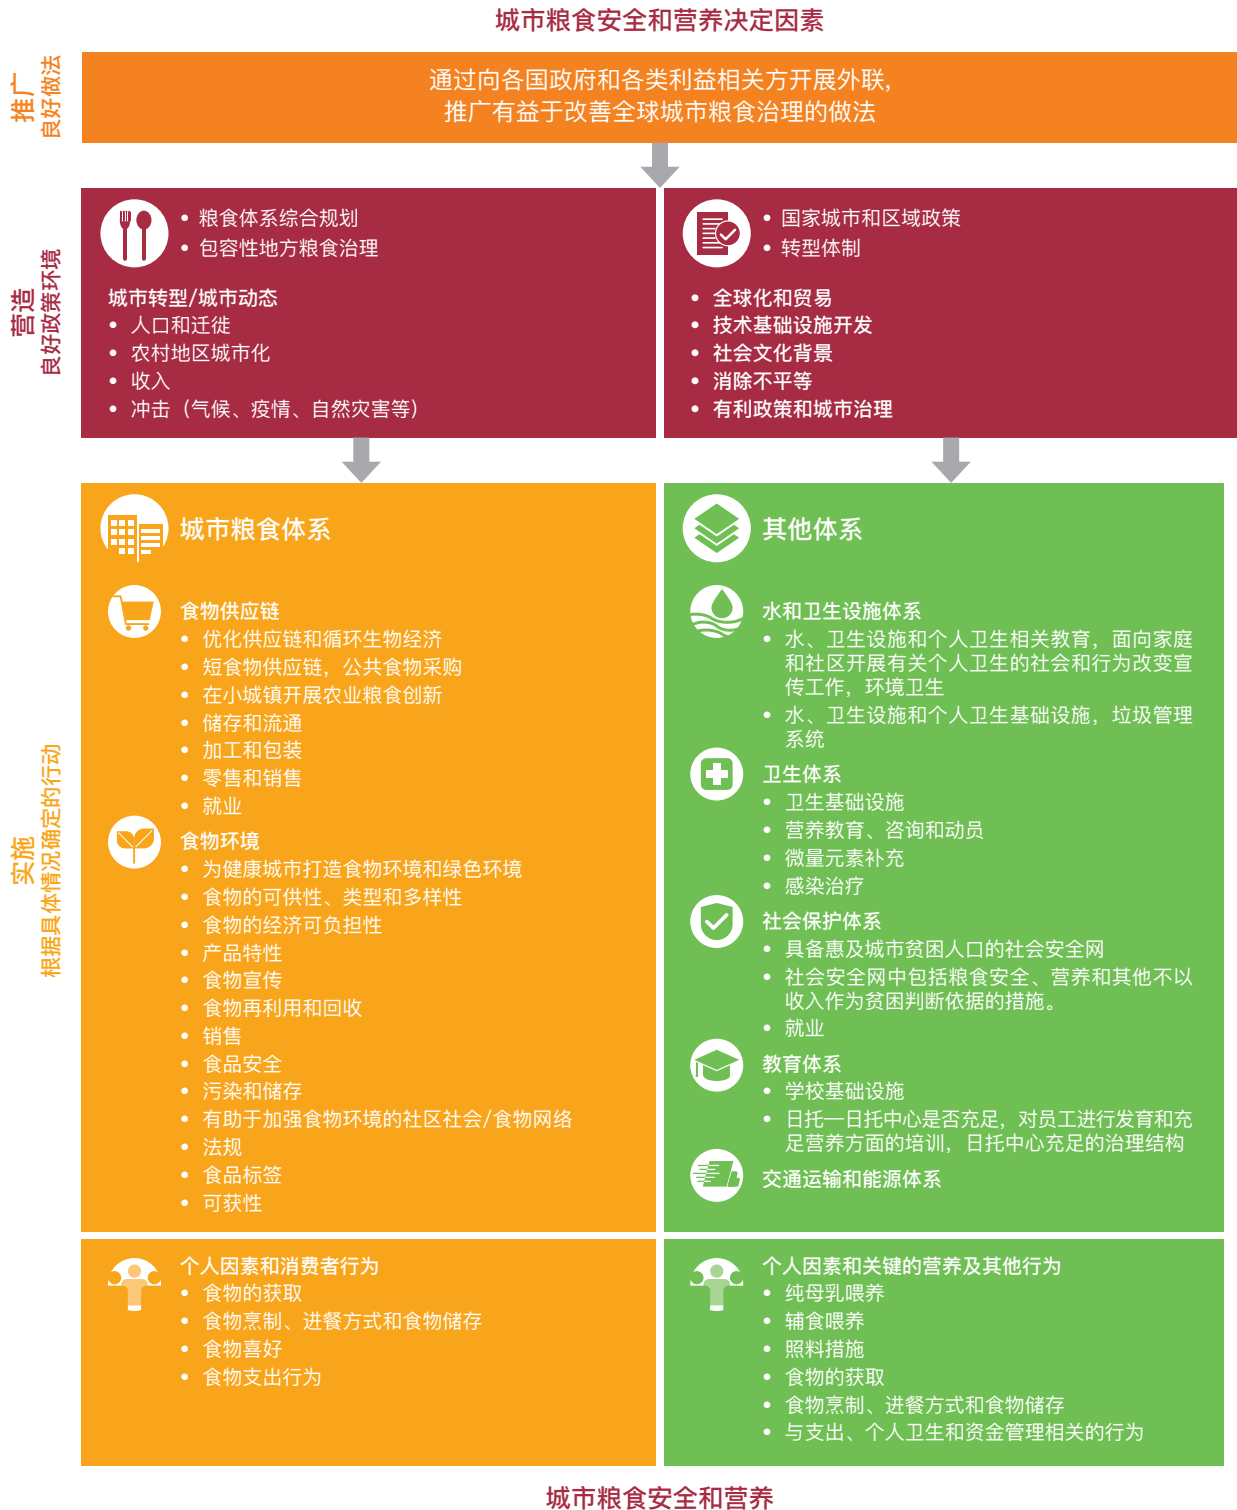 城市粮食安全和营养决定因素
推广
良好做法
通过向各国政府和各类利益相关方开展外联，
推广有益于改善全球城市粮食治理的做法
营造
良好政策环境
• 粮食体系综合规划
• 包容性地方粮食治理
城市转型/城市动态
• 人口和迁徙
• 农村地区城市化
• 收入
• 冲击（气候、疫情、自然灾害等）
• 国家城市和区域政策
• 转型体制
• 全球化和贸易
• 技术基础设施开发
• 社会文化背景
• 消除不平等
• 有利政策和城市治理
实施
根据具体情况确定的行动
城市粮食体系
食物供应链
• 优化供应链和循环生物经济
• 短食物供应链，公共食物采购
• 在小城镇开展农业粮食创新
• 储存和流通
• 加工和包装
• 零售和销售
• 就业
食物环境
• 为健康城市打造食物环境和绿色环境
• 食物的可供性、类型和多样性
• 食物的经济可负担性
• 产品特性
• 食物宣传
• 食物再利用和回收
• 销售
• 食品安全
• 污染和储存
• 有助于加强食物环境的社区社会/食物网络
• 法规
• 食品标签
• 可获性
其他体系
水和卫生设施体系
• 水、卫生设施和个人卫生相关教育，面向家庭
和社区开展有关个人卫生的社会和行为改变宣
传工作，环境卫生
• 水、卫生设施和个人卫生基础设施，垃圾管理
系统
卫生体系
• 卫生基础设施
• 营养教育、咨询和动员
• 微量元素补充
• 感染治疗
社会保护体系
• 具备惠及城市贫困人口的社会安全网
• 社会安全网中包括粮食安全、营养和其他不以
收入作为贫困判断依据的措施。
• 就业
教育体系
• 学校基础设施
• 日托—日托中心是否充足，对员工进行发育和充
足营养方面的培训，日托中心充足的治理结构
交通运输和能源体系
个人因素和消费者行为
• 食物的获取
• 食物烹制、进餐方式和食物储存
• 食物喜好
• 食物支出行为
个人因素和关键的营养及其他行为
• 纯母乳喂养
• 辅食喂养
• 照料措施
• 食物的获取
• 食物烹制、进餐方式和食物储存
• 与支出、个人卫生和资金管理相关的行为
城市粮食安全和营养